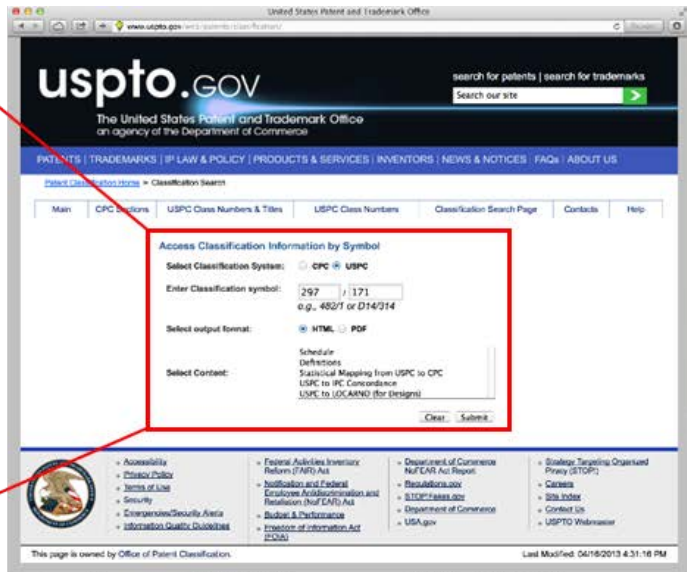 United States Patent and Trademark Office
www.uspto.gov/web/patents/classification/
uspto.GOV
search for patents | search for trademarks
Search our site
The United States Patent and Trademark Office
an agency of the Department of Commerce
PATENTS | TRADEMARKS | IP LAW & POLICY | PRODUCTS & SERVICES | INVENTORS | NEWS & NOTICES | FAQs | ABOUT US
Patent Classification Home > Classification Search
Main CPC Sections USPC Class Numbers & Titles USPC Class Numbers Classification Search Page Contacts Help
Access Classification Information by Symbol
Select Classification System: CPC USPC
Enter Classification symbol: 297 / 171
e.g., 482/1 or D14/314
Select output format: HTML PDF
Select Content:
Schedule
Definitions
Statistical Mapping from USPC to CPC
USPC to IPC Concordance
USPC to LOCARNO (for Designs)
Clear Submit
Accessibility
Privacy Policy
Terms of Use
Security
Emergencies/Security Alerts
Information Quality Guidelines
Federal Activities Inventory
Reform (FAIR) Act
Notification and Federal
Employee Antidiscrimination and
Retaliation (NoFEAR) Act
Budget & Performance
Freedom of Information Act
(FOIA)
Department of Commerce
NoFEAR Act Report
Regulations.gov
STOP!Fakes.gov
Department of Commerce
USA.gov
Strategy Targeting Organized
Piracy (STOP!)
Careers
Site Index
Contact Us
USPTO Webmaster
This page is owned by Office of Patent Classification.
Last Modified: 04/16/2013 4:31:16 PM